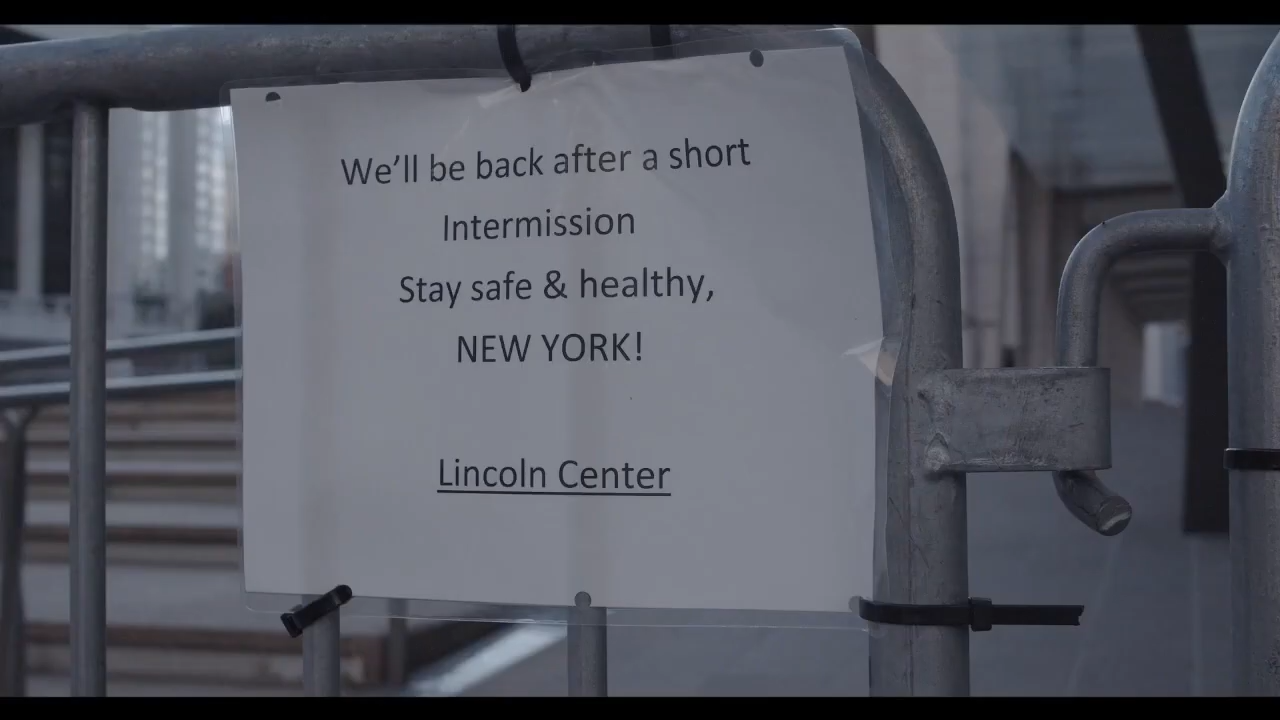 We'll be back after a short
Intermission
Stay safe & healthy,
NEW YORK!
Lincoln Center